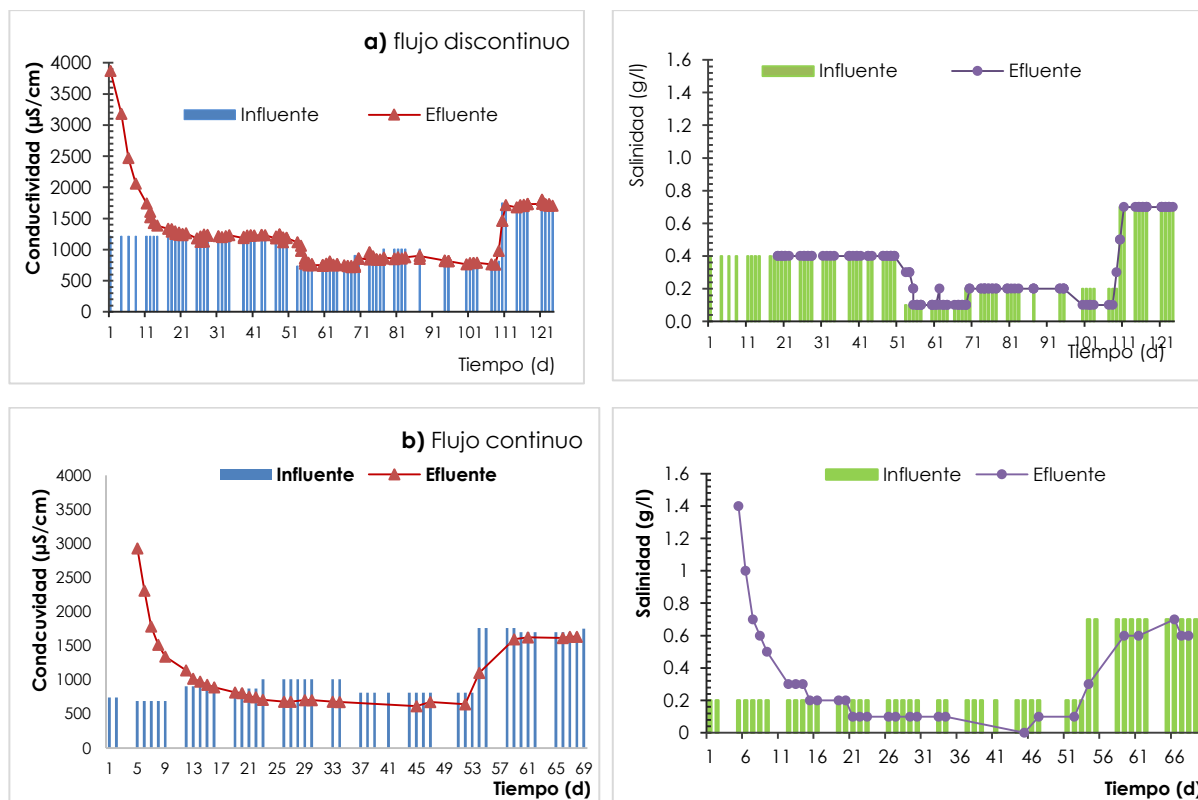 a) flujo discontinuo
Conductividad (µS/cm)
4000
3500
3000
2500
2000
1500
1000
500
0
Influente
Efluente
1 11 21 31 41 51 61 71 81 91 101 111 121
Tiempo (d)
Salinidad (g/l)
1.6
1.4
1.2
1.0
0.8
0.6
0.4
0.2
0.0
Influente
Efluente
1 11 21 31 41 51 61 71 81 91 101 111 121
Tiempo (d)
b) Flujo continuo
Condcuvidad (µS/cm)
4000
3500
3000
2500
2000
1500
1000
500
0
Influente
Efluente
1 5 9 13 17 21 25 29 33 37 41 45 49 53 57 61 65 69
Tiempo (d)
Salinidad (g/l)
1.6
1.4
1.2
1
0.8
0.6
0.4
0.2
0
Influente
Efluente
1 6 11 16 21 26 31 36 41 46 51 56 61 66
Tiempo (d)